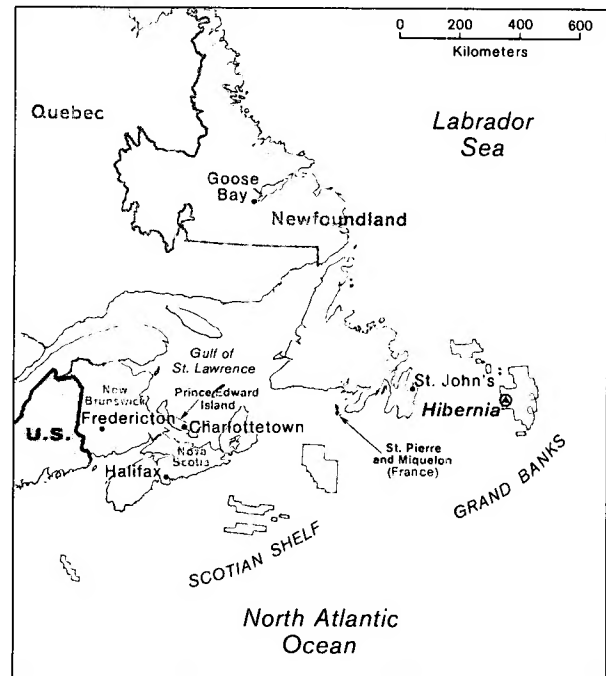 0 200 400 600
Kilometers
Quebec
Labrador
Sea
Goose
Bay
Newfoundland
Gulf of
St. Lawrence
New
Brunswick
Prince Edward
Island
St. John's
Hibernia
U.S.
Fredericton
Charlottetown
Nova
Scotia
St. Pierre
and Miquelon
(France)
Halifax
GRAND BANKS
SCOTIAN SHELF
North Atlantic
Ocean